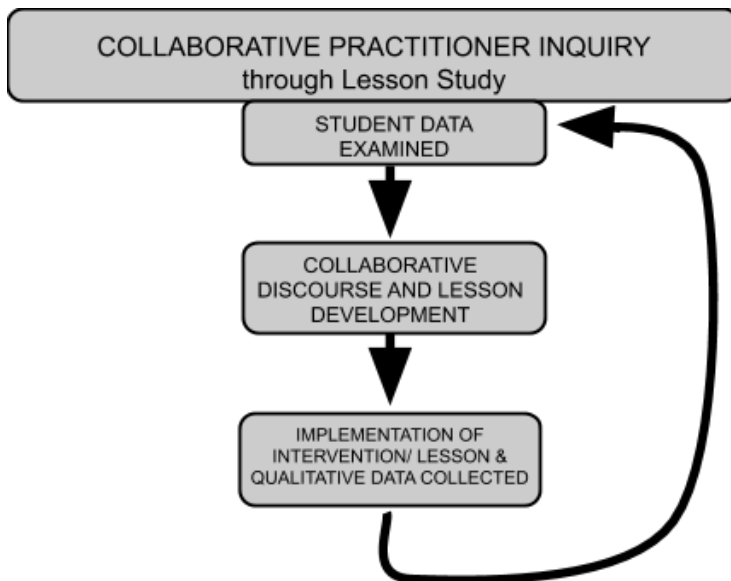 COLLABORATIVE PRACTITIONER INQUIRY
through Lesson Study
STUDENT DATA
EXAMINED
COLLABORATIVE
DISCOURSE AND LESSON
DEVELOPMENT
IMPLEMENTATION OF
INTERVENTION/ LESSON &
QUALITATIVE DATA COLLECTED